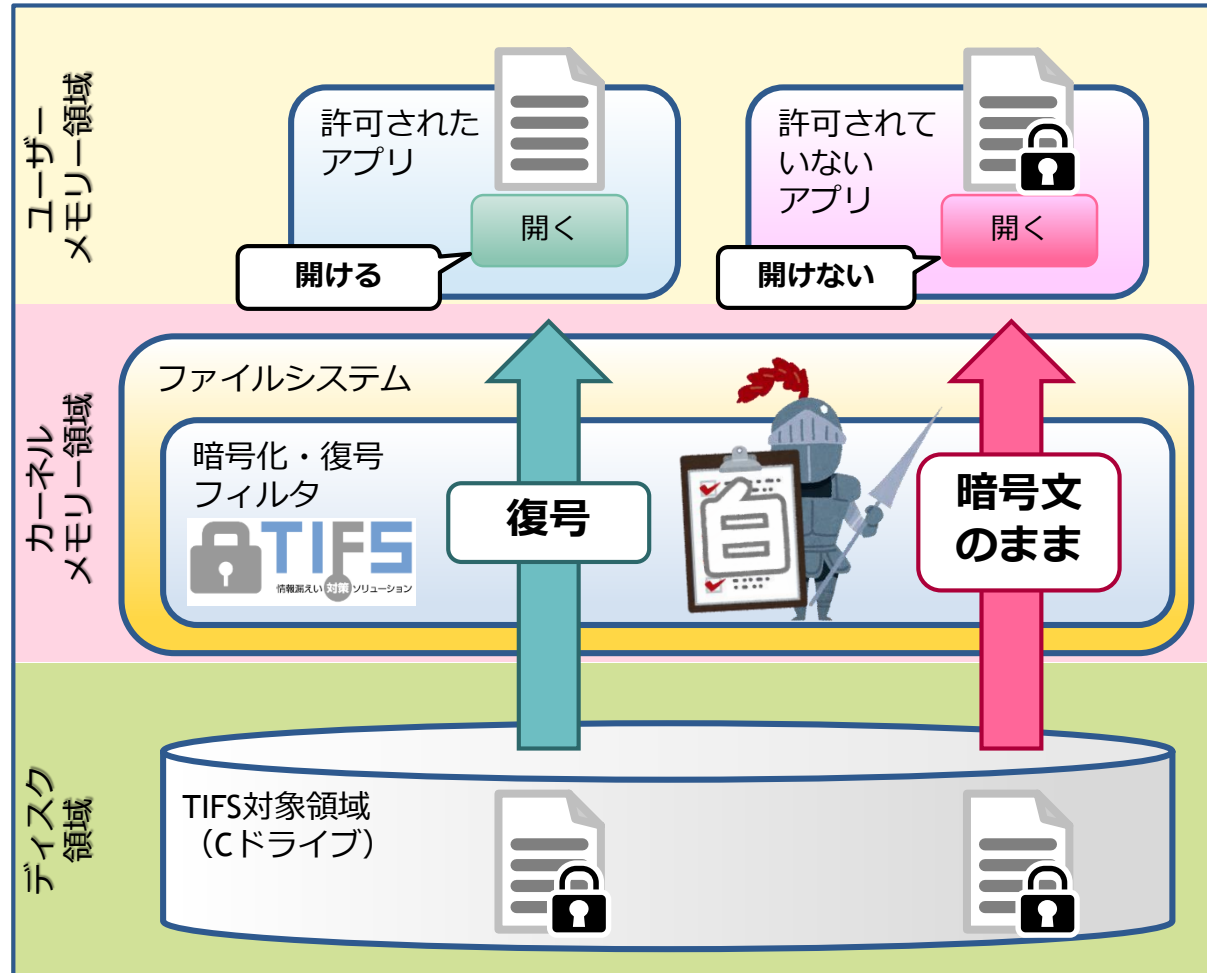 ユーザー
メモリー領域
許可された
アプリ
開く
開ける
許可されて
いない
アプリ
開く
開けない
カーネル
メモリー領域
ファイルシステム
暗号化・復号
フィルタ
TIFS
情報漏えい対策ソリューション
復号
暗号文
のまま
ディスク
領域
TIFS対象領域
（Cドライブ）